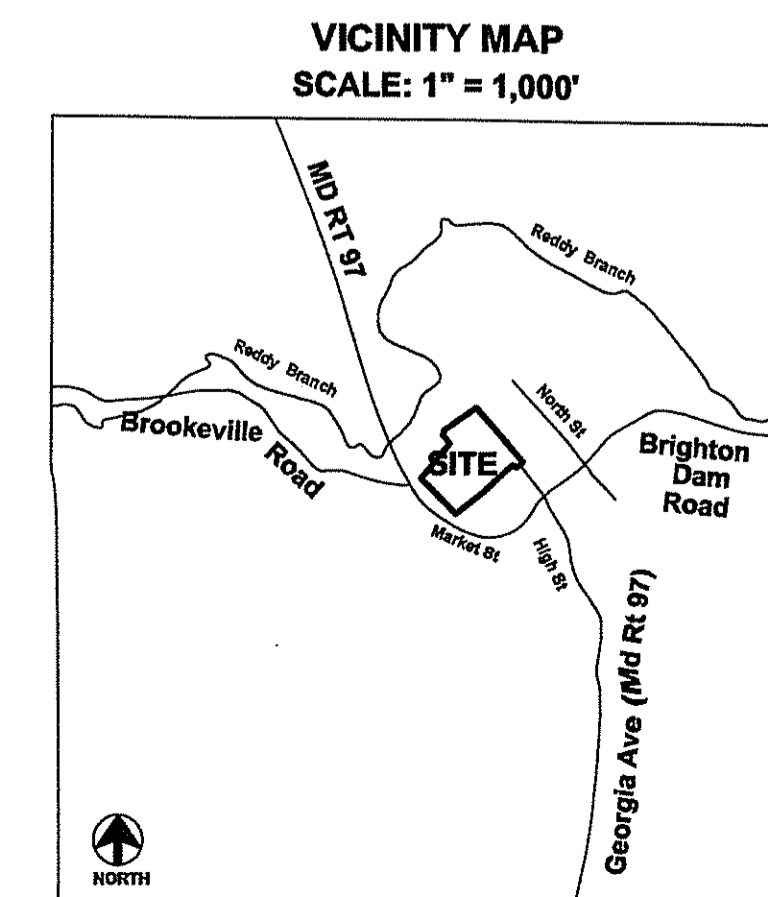 VICINITY MAP
SCALE: 1" = 1,000'
MD RT 97
Reddy Branch
Reddy Branch
North St
Brookeville
Road
SITE
Brighton
Dam
Road
Market St
High St
Georgia Ave (Md Rt 97)
NORTH